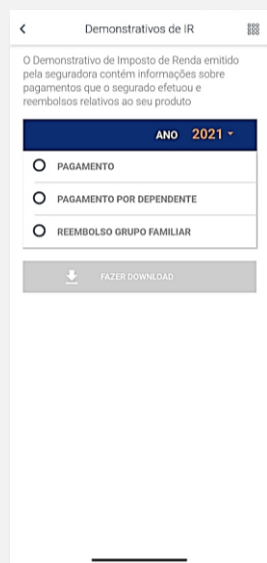 Demonstrativos de IR
O Demonstrativo de Imposto de Renda emitido
pela seguradora contém informações sobre
pagamentos que o segurado efetuou e
reembolsos relativos ao seu produto
ANO 2021
PAGAMENTO
PAGAMENTO POR DEPENDENTE
REEMBOLSO GRUPO FAMILIAR
FAZER DOWNLOAD